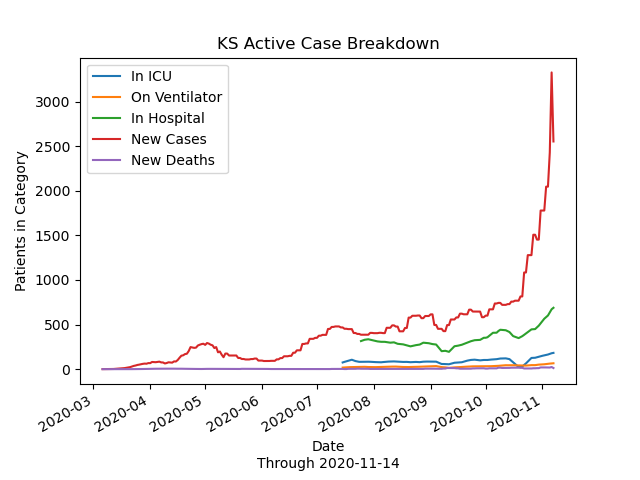 KS Active Case Breakdown
In ICU
On Ventilator
In Hospital
New Cases
New Deaths
Patients in Category
3000
2500
2000
1500
1000
500
0
2020-03
2020-04
2020-05
2020-06
2020-07
2020-08
2020-09
2020-10
2020-11
Date
Through 2020-11-14